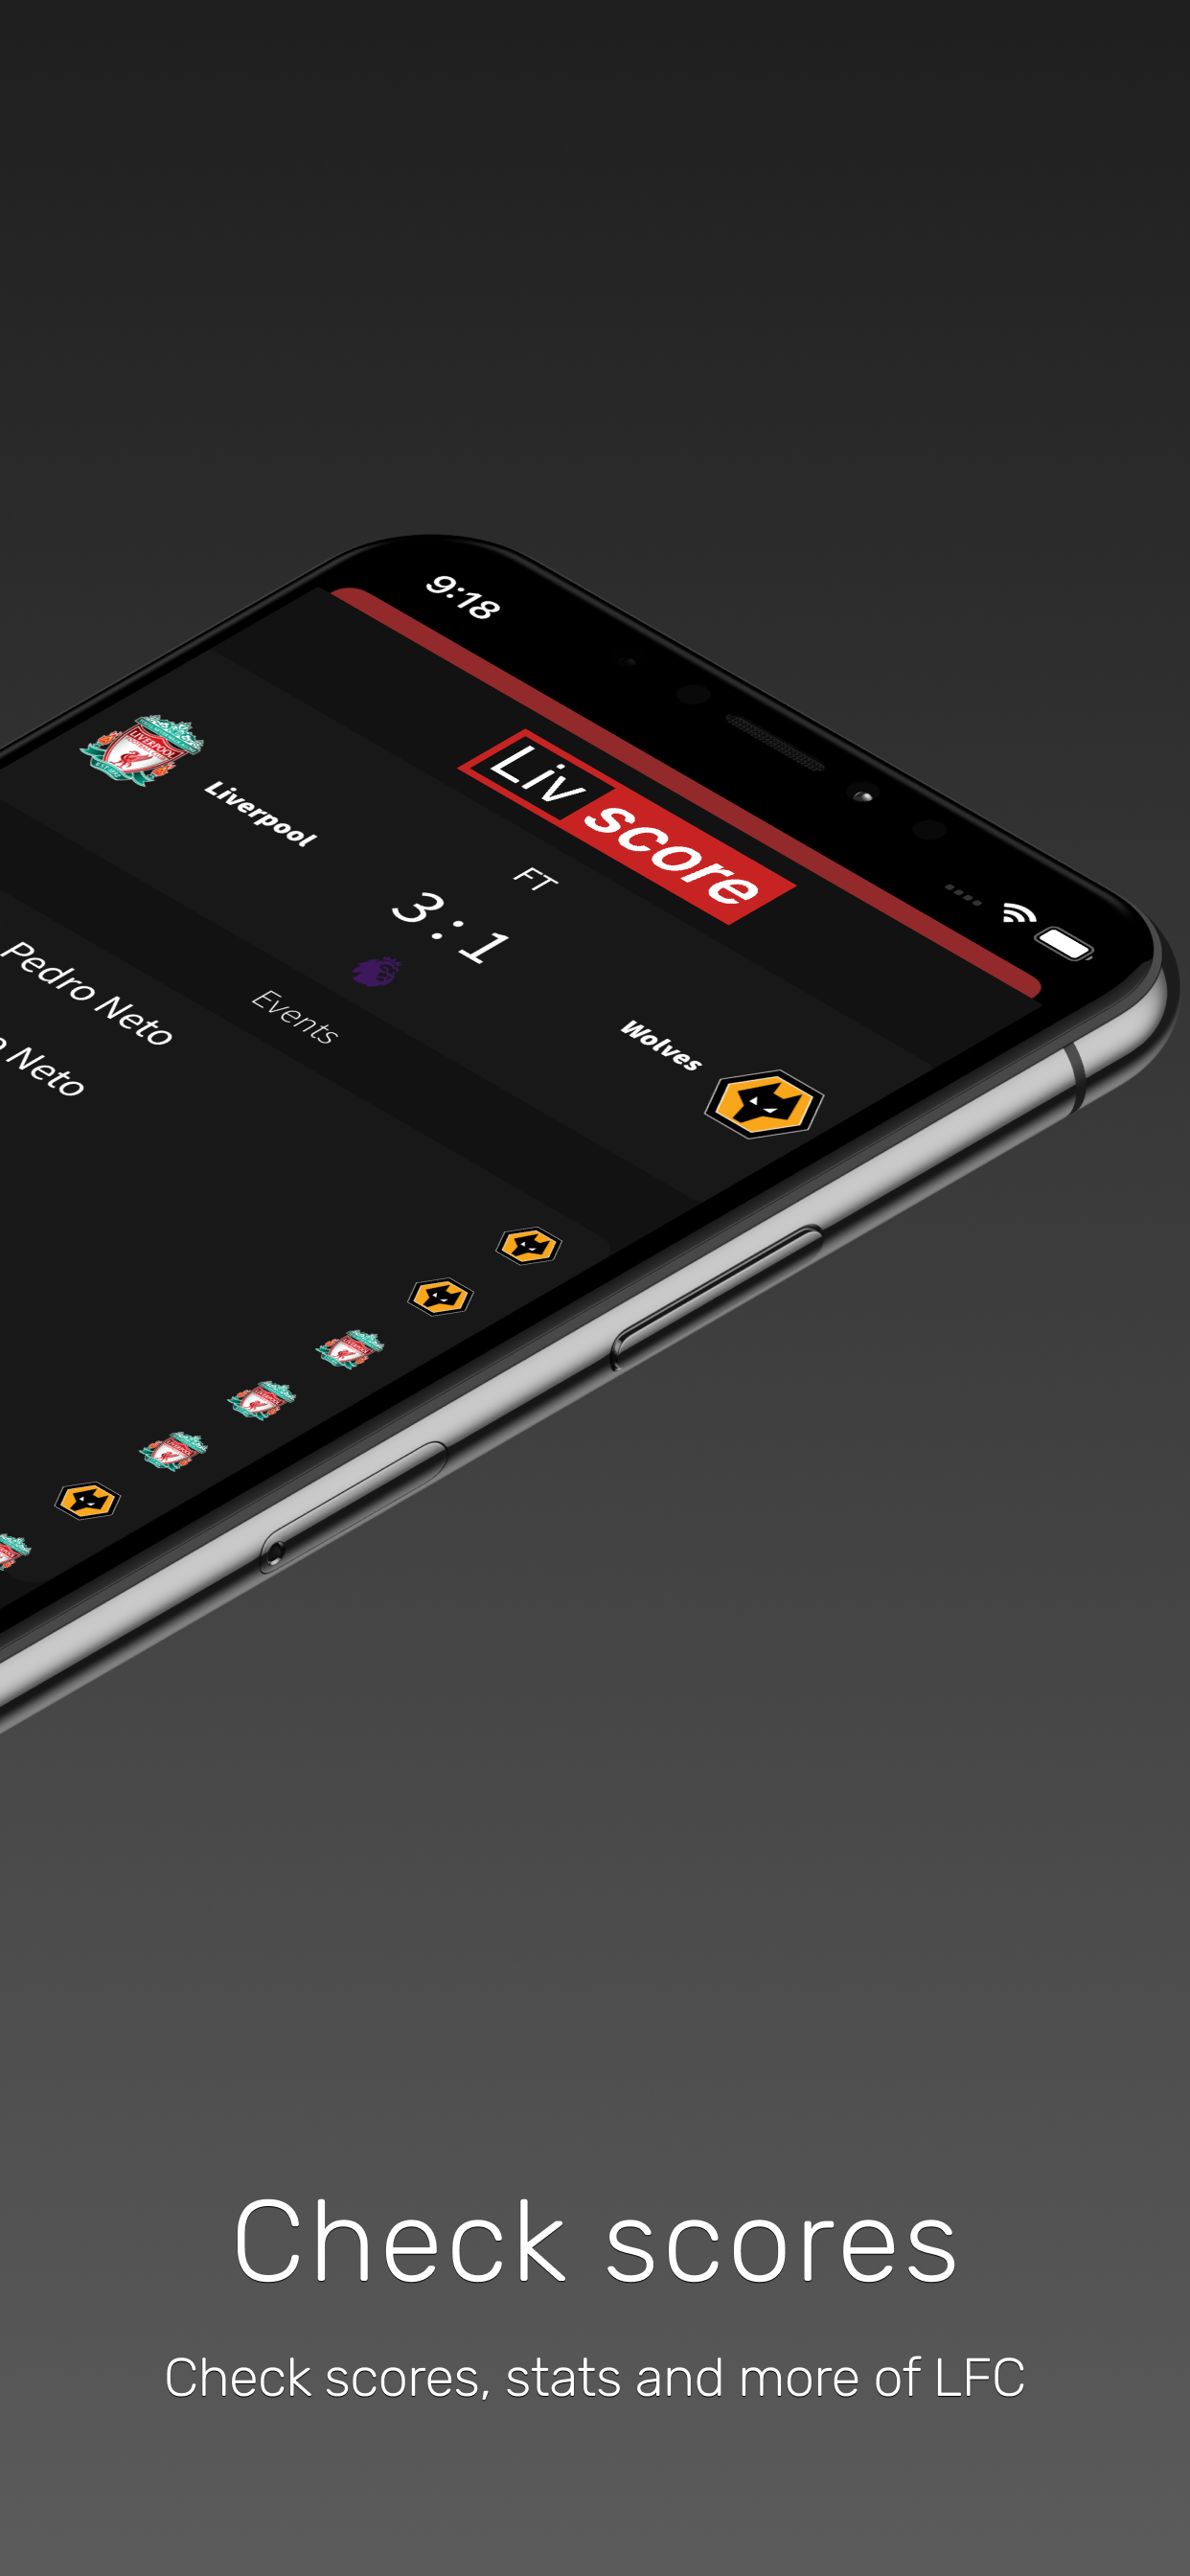 9:18
Liv score
Liverpool
FT
3:1
Wolves
Events
Pedro Neto
Neto
Check scores
Check scores, stats and more of LFC